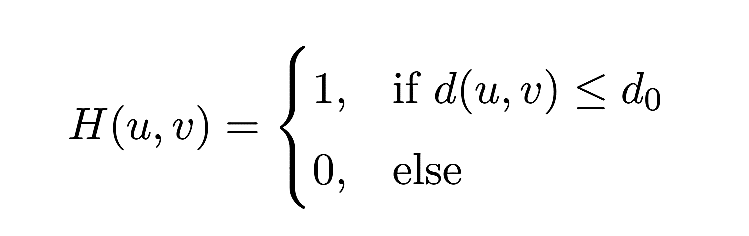 H(u, v) = { 1, if d(u, v) ≤ d₀
0, else